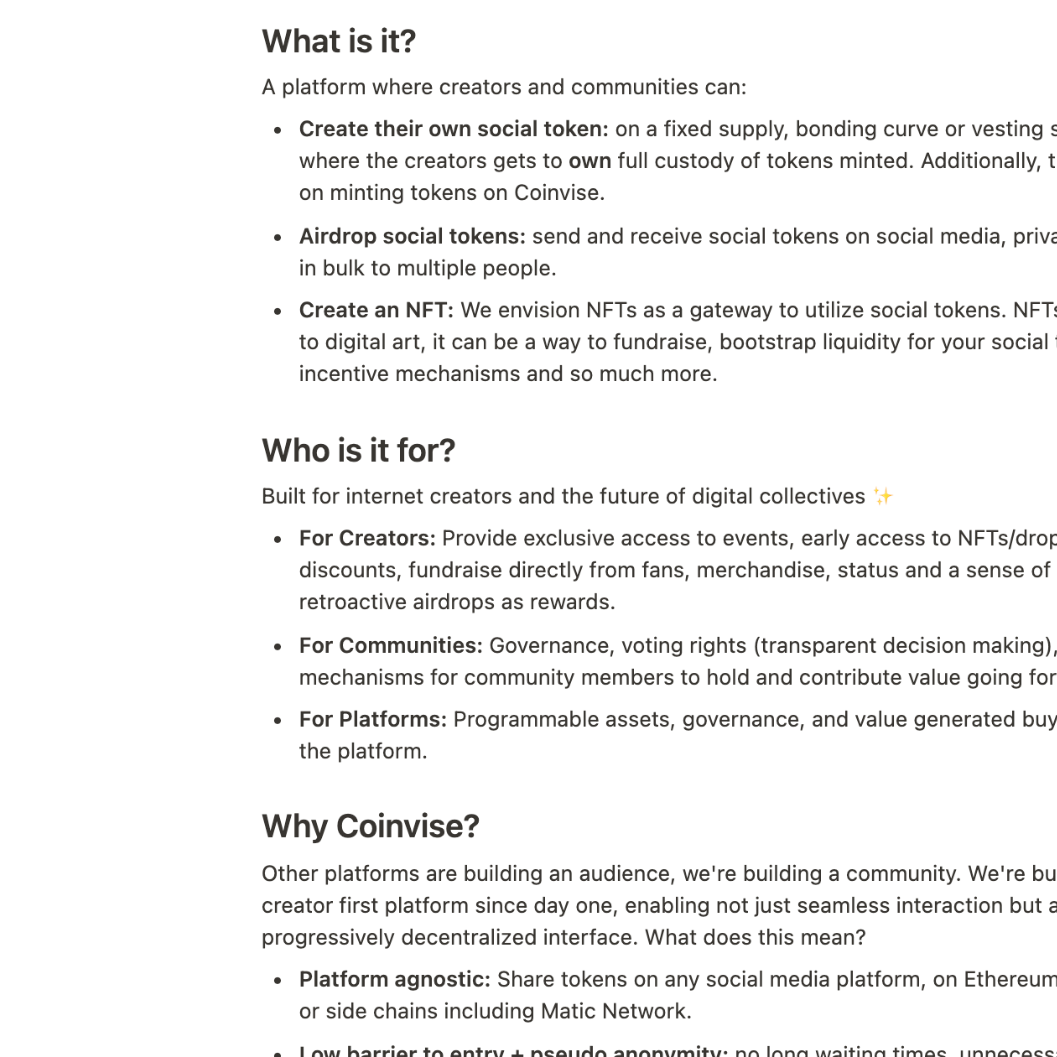 What is it?
A platform where creators and communities can:
• Create their own social token: on a fixed supply, bonding curve or vesting
where the creators gets to own full custody of tokens minted. Additionally,
on minting tokens on Coinvise.
• Airdrop social tokens: send and receive social tokens on social media,
in bulk to multiple people.
• Create an NFT: We envision NFTs as a gateway to utilize social tokens. NFTs
to digital art, it can be a way to fundraise, bootstrap liquidity for your social
incentive mechanisms and so much more.
Who is it for?
Built for internet creators and the future of digital collectives ✨
• For Creators: Provide exclusive access to events, early access to
discounts, fundraise directly from fans, merchandise, status and a sense of
retroactive airdrops as rewards.
• For Communities: Governance, voting rights (transparent decision making),
mechanisms for community members to hold and contribute value going
• For Platforms: Programmable assets, governance, and value generated buy
the platform.
Why Coinvise?
Other platforms are building an audience, we're building a community. We're
creator first platform since day one, enabling not just seamless interaction but
progressively decentralized interface. What does this mean?
• Platform agnostic: Share tokens on any social media platform, on Ethereum
or side chains including Matic Network.
• Low barrier to entry + pseudo anonymity: no long waiting times,